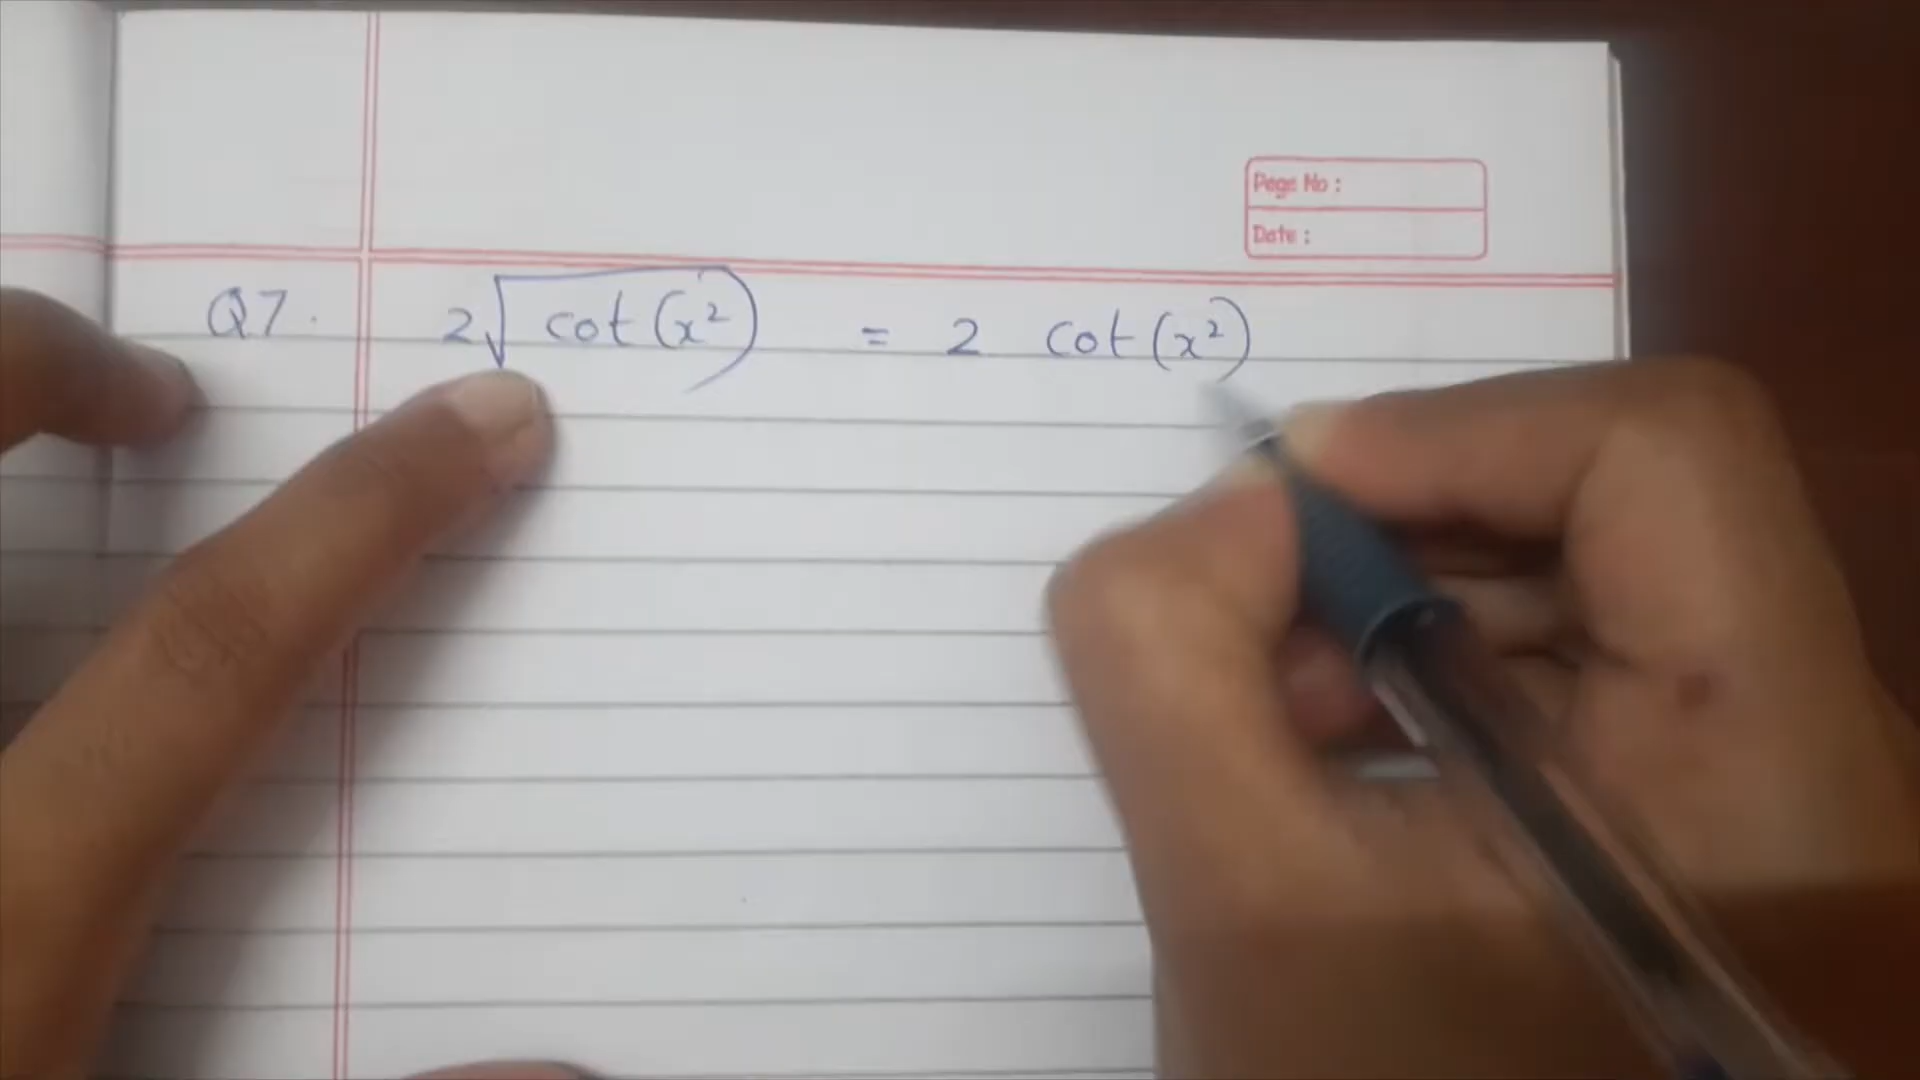 Page No :
Date :
Q7. 2√cot(x²) = 2 cot(x²)